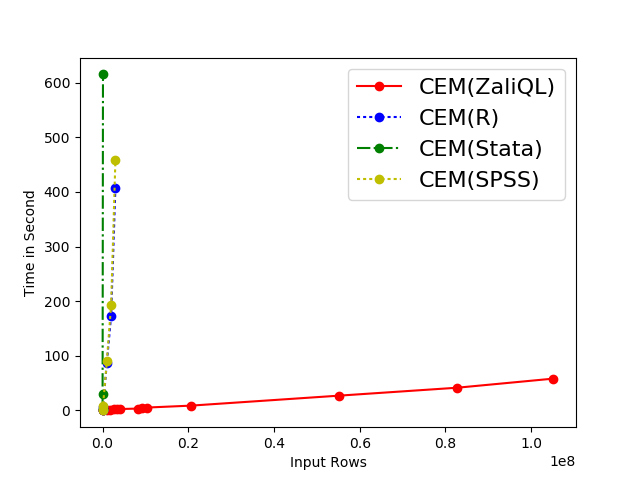 600
500
400
300
200
100
0
Time in Second
CEM(ZaliQL)
CEM(R)
CEM(Stata)
CEM(SPSS)
0.0 0.2 0.4 0.6 0.8 1.0
1e8
Input Rows